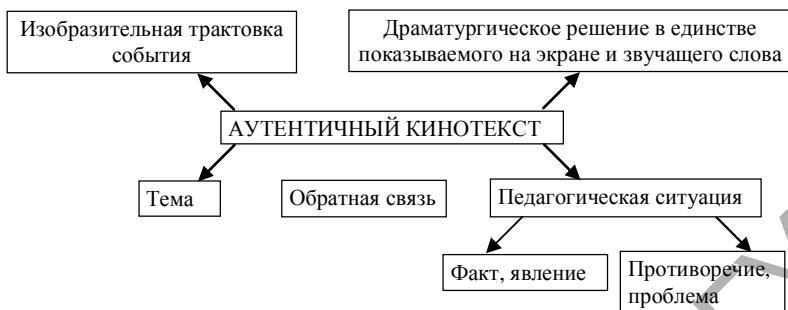 Изобразительная трактовка
события
Драматургическое решение в единстве
показываемого на экране и звучащего слова
АУТЕНТИЧНЫЙ КИНОТЕКСТ
Тема
Обратная связь
Педагогическая ситуация
Факт, явление
Противоречие,
проблема